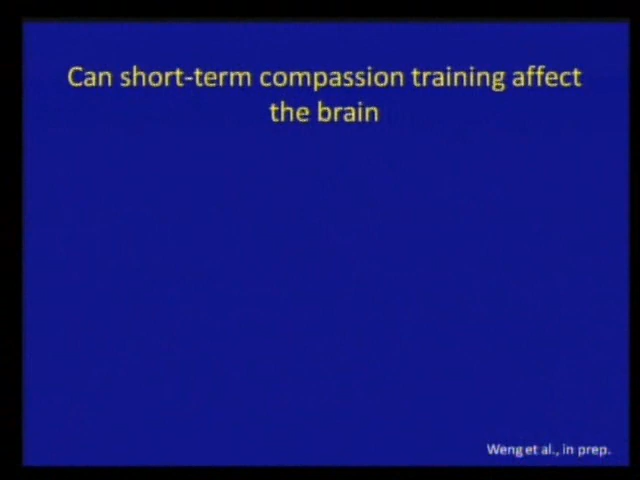 Can short-term compassion training affect
the brain
Weng et al., in prep.